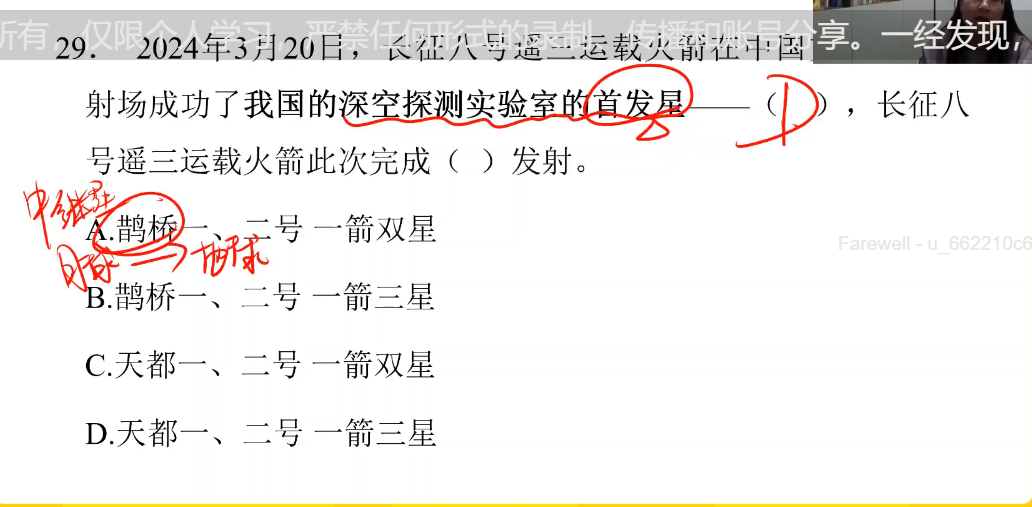 所有，仅限个人学习，严禁任何形式的录制、传播和账号分享。一经发现，
29. 2024年3月20日，长征八号遥三运载火箭在中国
射场成功了我国的深空探测实验室的首发星——（D），长征八
号遥三运载火箭此次完成（ ）发射。
中继星
A.鹊桥一、二号 一箭双星
Farewell - u_662210c6
月球 → 地球
B.鹊桥一、二号 一箭三星
C.天都一、二号 一箭双星
D.天都一、二号 一箭三星